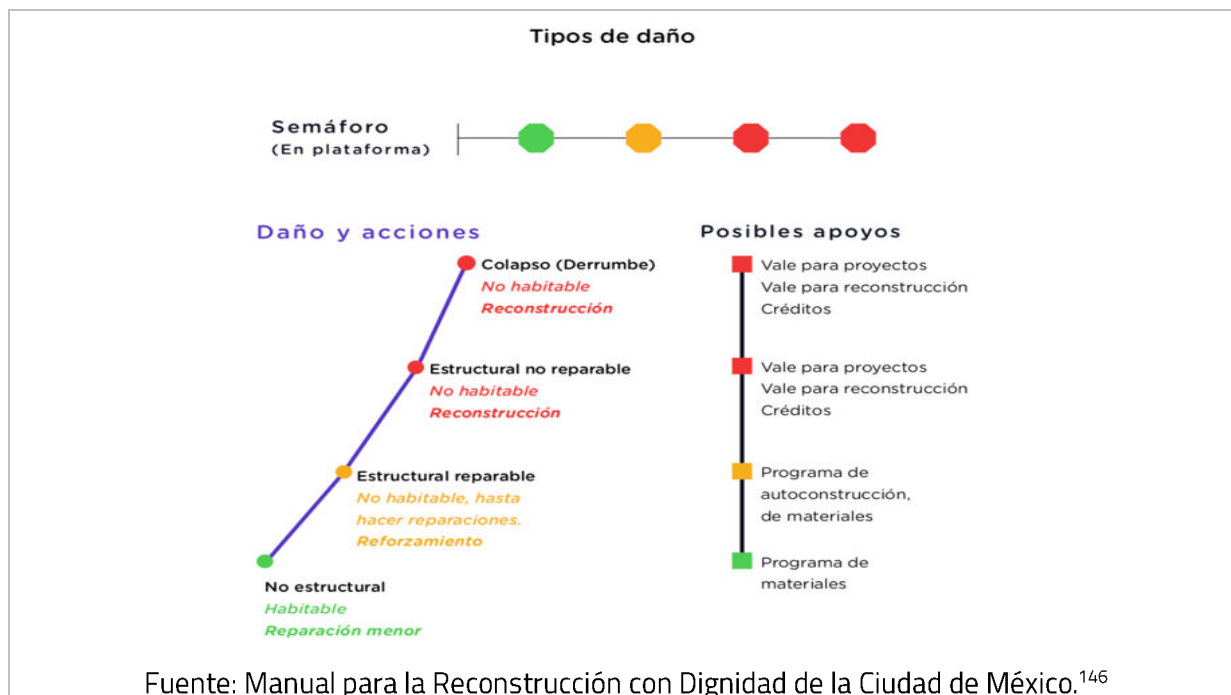 Tipos de daño
Semáforo
(En plataforma)
Daño y acciones
Colapso (Derrumbe)
No habitable
Reconstrucción
Estructural no reparable
No habitable
Reconstrucción
Estructural reparable
No habitable, hasta
hacer reparaciones.
Reforzamiento
No estructural
Habitable
Reparación menor
Posibles apoyos
Vale para proyectos
Vale para reconstrucción
Créditos
Vale para proyectos
Vale para reconstrucción
Créditos
Programa de
autoconstrucción,
de materiales
Programa de
materiales
Fuente: Manual para la Reconstrucción con Dignidad de la Ciudad de México.146